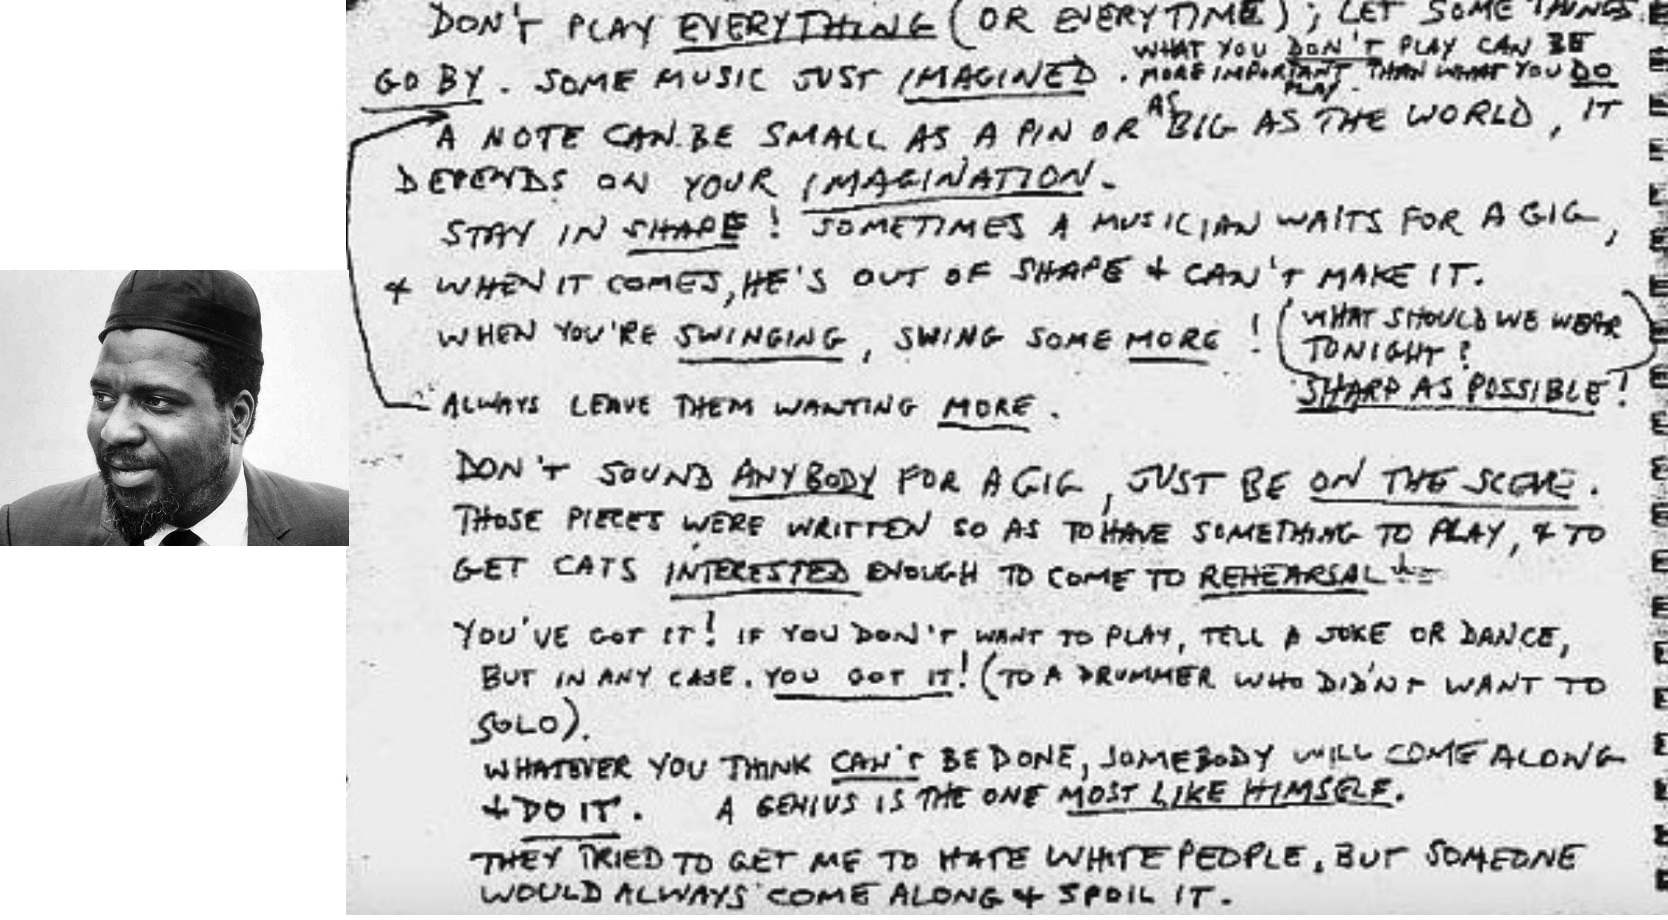 DON'T PLAY EVERYTHING (OR EVERYTIME); LET SOME THINGS
GO BY. SOME MUSIC JUST IMAGINED.
WHAT YOU DON'T PLAY CAN BE
MORE IMPORTANT THAN WHAT YOU DO
PLAY.
A NOTE CAN BE SMALL AS A PIN OR AS BIG AS THE WORLD, IT
DEPENDS ON YOUR IMAGINATION.
STAY IN SHAPE! SOMETIMES A MUSICIAN WAITS FOR A GIG,
& WHEN IT COMES, HE'S OUT OF SHAPE & CAN'T MAKE IT.
WHEN YOU'RE SWINGING, SWING SOME MORE!
(WHAT SHOULD WE WEAR
TONIGHT?
SHARP AS POSSIBLE!)
ALWAYS LEAVE THEM WANTING MORE.
DON'T SOUND ANYBODY FOR A GIG, JUST BE ON THE SCENE.
THOSE PIECES WERE WRITTEN SO AS TO HAVE SOMETHING TO PLAY, & TO
GET CATS INTERESTED ENOUGH TO COME TO REHEARSAL
YOU'VE GOT IT! IF YOU DON'T WANT TO PLAY, TELL A JOKE OR DANCE,
BUT IN ANY CASE. YOU GOT IT! (TO A DRUMMER WHO DIDN'T WANT TO
SOLO).
WHATEVER YOU THINK CAN'T BE DONE, SOMEBODY WILL COME ALONG
& DO IT. A GENIUS IS THE ONE MOST LIKE HIMSELF.
THEY TRIED TO GET ME TO HATE WHITE PEOPLE, BUT SOMEONE
WOULD ALWAYS COME ALONG & SPOIL IT.